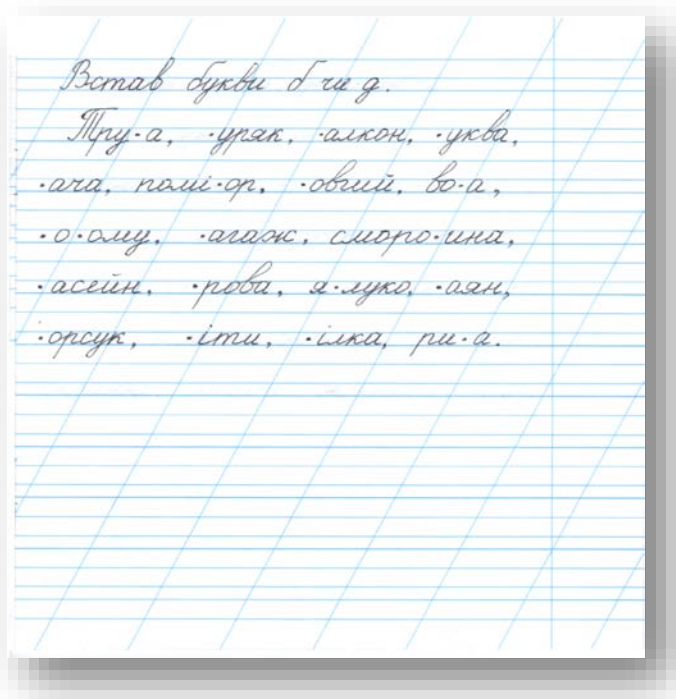 Встав букви б чи д.
Тру·а, ·уряк, ·алкон, ·уква,
·ача, помі·ор, ·овгий, во·а,
·о·ому, ·агаж, сморо·ина,
·асейн, ·рова, я·луко, ·аян,
·орсук, ·іти, ·ілка, ри·а.